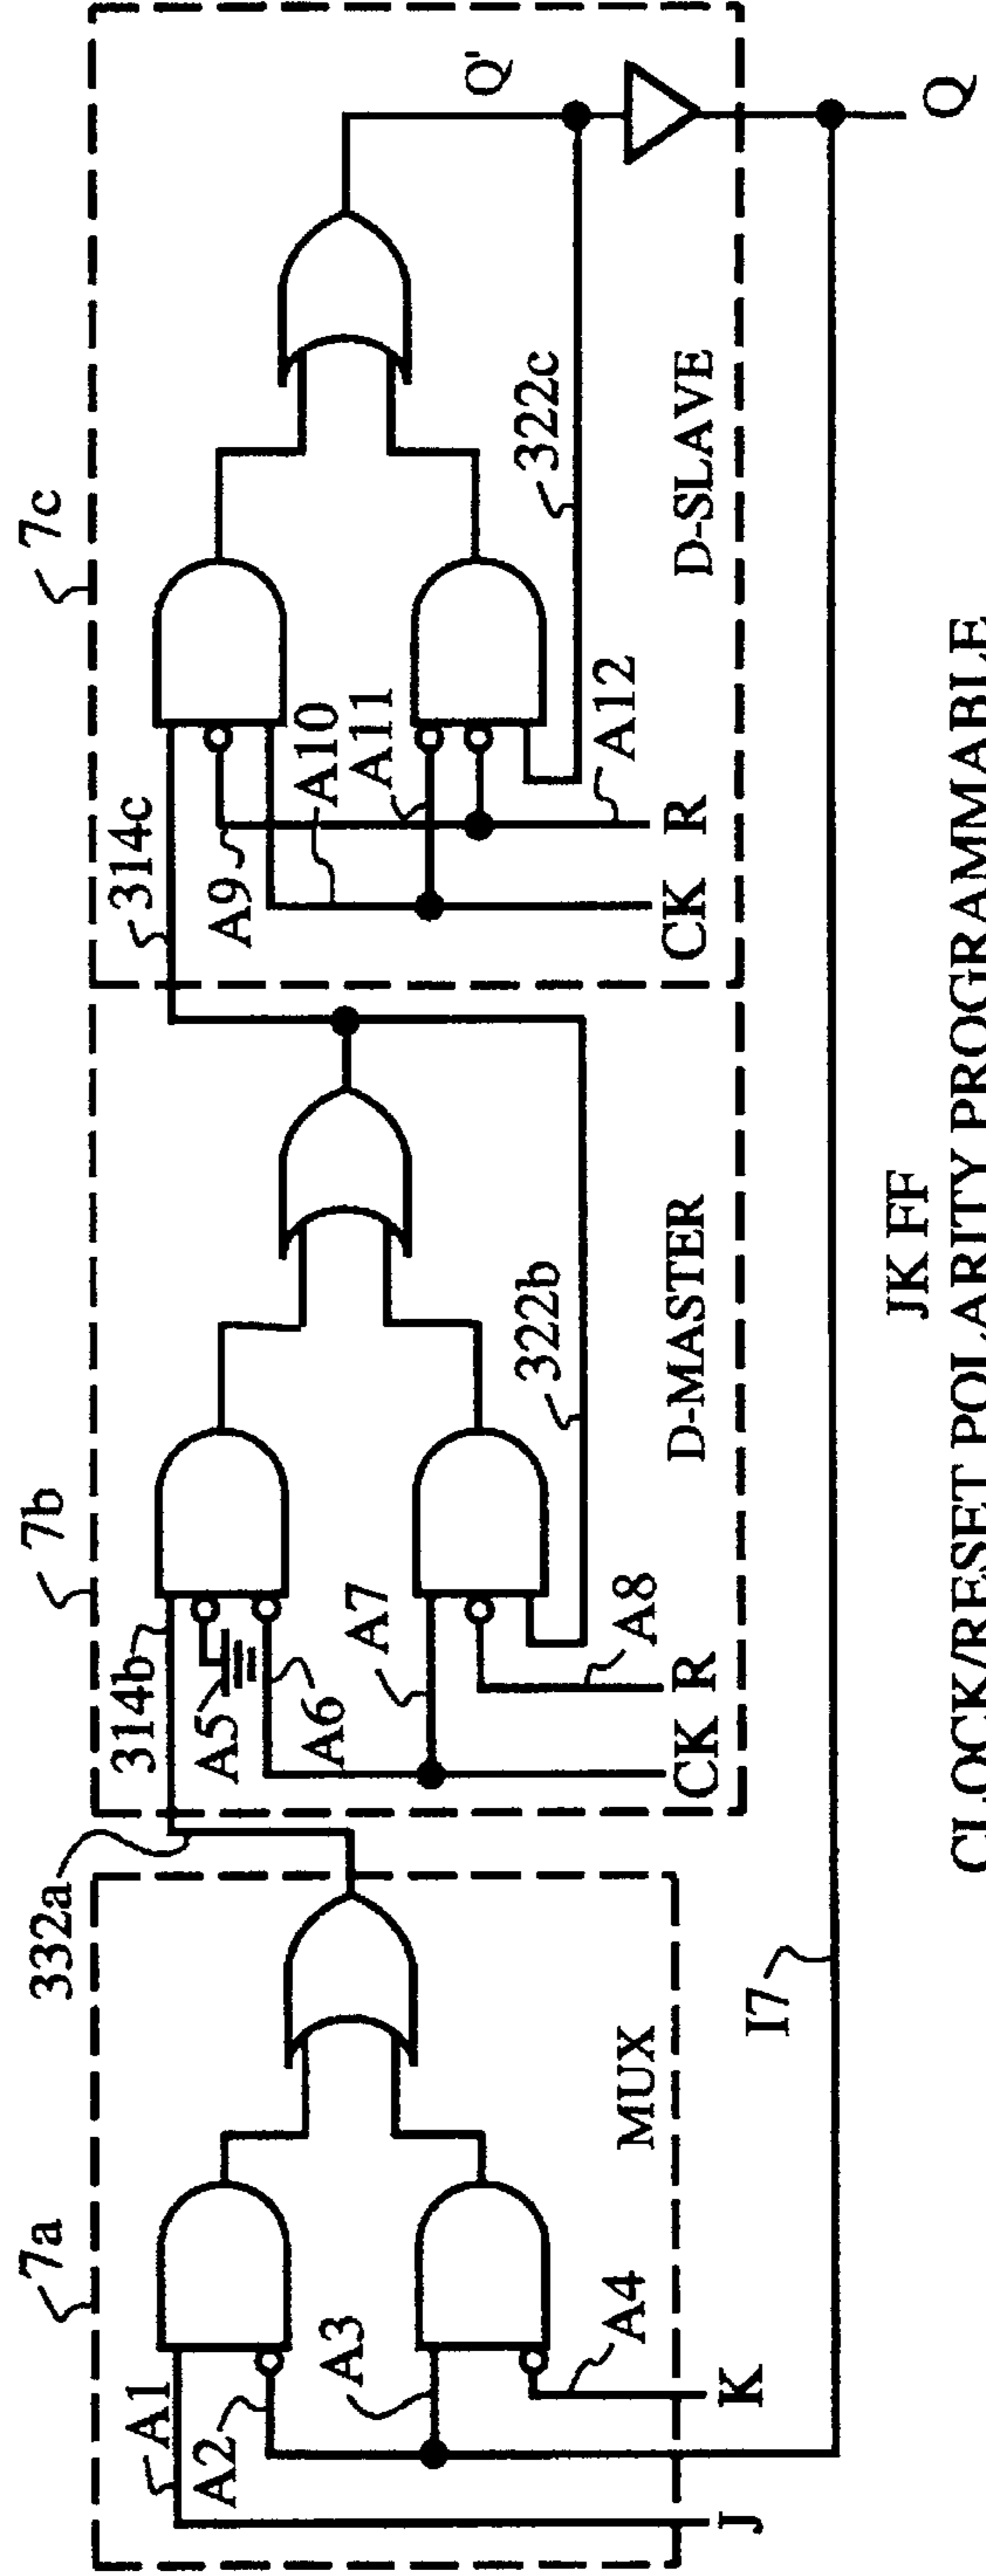 7a
332a
7b
7c
A1
A2
A3
A4
MUX
J
K
314b
A5
A6
A7
A8
322b
D-MASTER
CK R
314c
A9
A10
A11
A12
322c
D-SLAVE
CK R
Q'
Q
I7
JK FF
CLOCK/RESET POLARITY PROGRAMMABLE